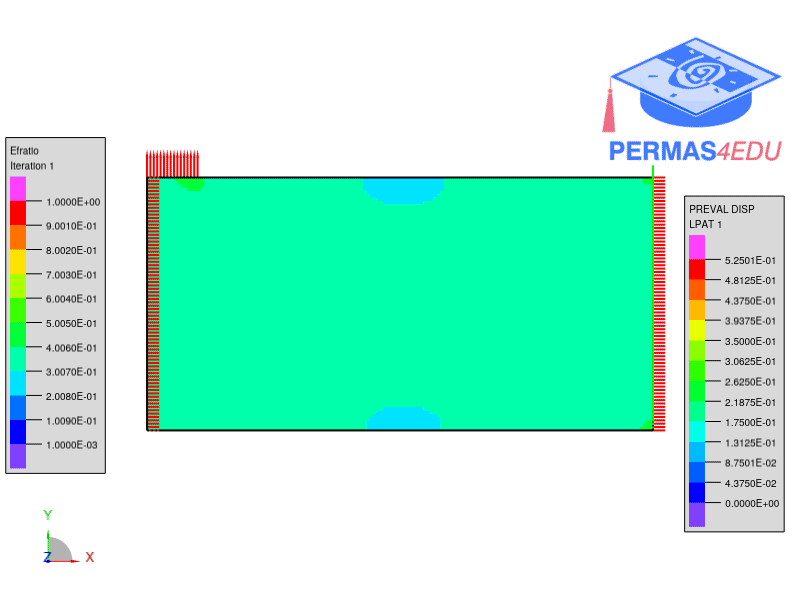 PERMAS4EDU
Efratio
Iteration 1
1.0000E+00
9.0010E-01
8.0020E-01
7.0030E-01
6.0040E-01
5.0050E-01
4.0060E-01
3.0070E-01
2.0080E-01
1.0090E-01
1.0000E-03
PREVAL DISP
LPAT 1
5.2501E-01
4.8125E-01
4.3750E-01
3.9375E-01
3.5000E-01
3.0625E-01
2.6250E-01
2.1875E-01
1.7500E-01
1.3125E-01
8.7501E-02
4.3750E-02
0.0000E+00
Y
Z
X